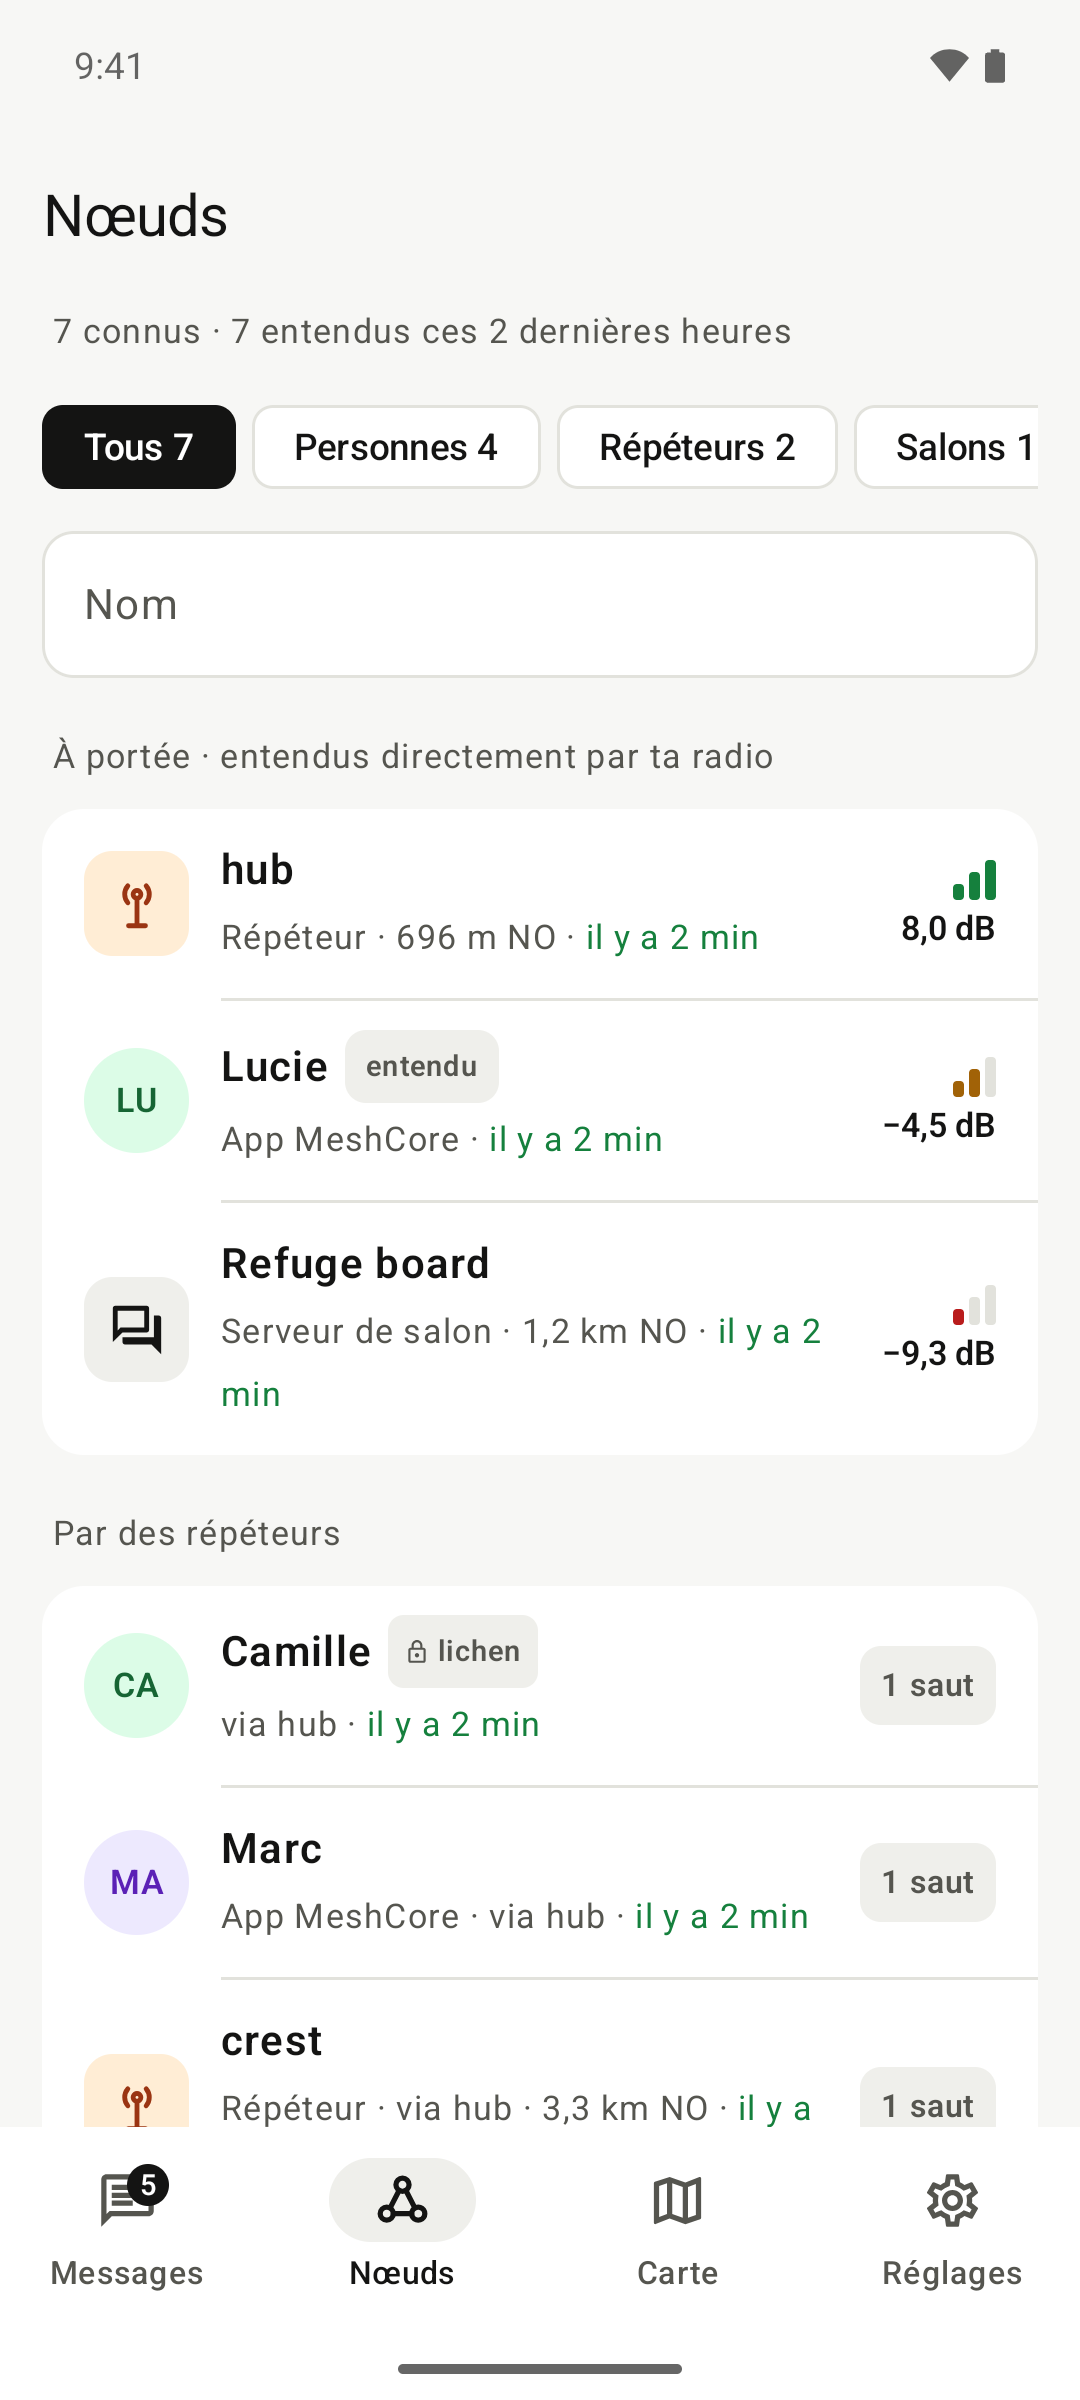 9:41
Nœuds
7 connus · 7 entendus ces 2 dernières heures
Tous 7
Personnes 4
Répéteurs 2
Salons 1
Nom
À portée · entendus directement par ta radio
hub
Répéteur · 696 m NO · il y a 2 min
8,0 dB
LU
Lucie
entendu
App MeshCore · il y a 2 min
−4,5 dB
Refuge board
Serveur de salon · 1,2 km NO · il y a 2
min
−9,3 dB
Par des répéteurs
CA
Camille
lichen
via hub · il y a 2 min
1 saut
MA
Marc
App MeshCore · via hub · il y a 2 min
1 saut
crest
Répéteur · via hub · 3,3 km NO · il y a
1 saut
5
Messages
Nœuds
Carte
Réglages